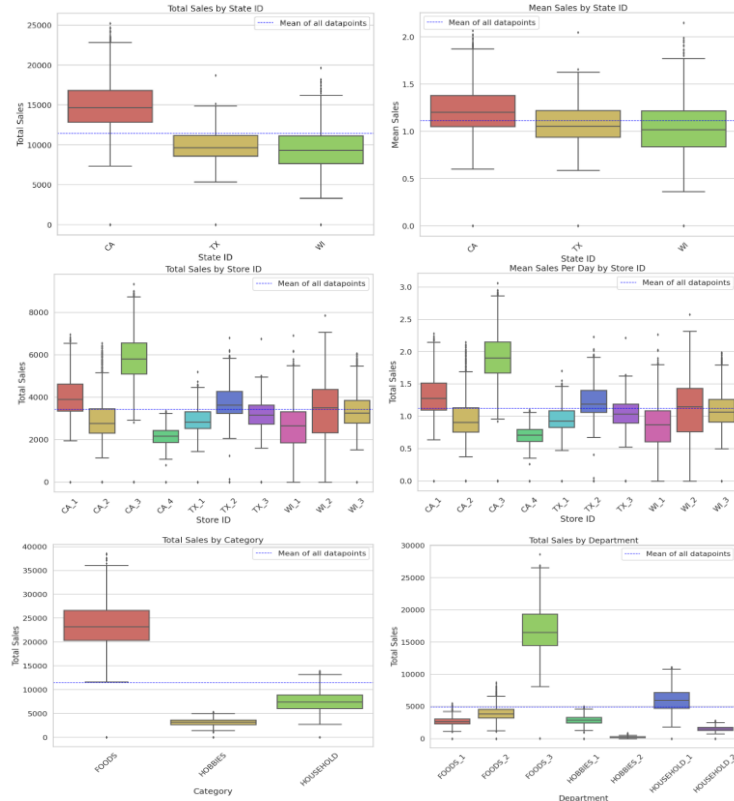 Total Sales by State ID
Mean of all datapoints
25000
20000
15000
10000
5000
0
Total Sales
CA
TX
WI
State ID
Mean Sales by State ID
Mean of all datapoints
2.0
1.5
1.0
0.5
0.0
Mean Sales
CA
TX
WI
State ID
Total Sales by Store ID
Mean of all datapoints
8000
6000
4000
2000
0
Total Sales
CA_1
CA_2
CA_3
CA_4
TX_1
TX_2
TX_3
WI_1
WI_2
WI_3
Store ID
Mean Sales Per Day by Store ID
Mean of all datapoints
3.0
2.5
2.0
1.5
1.0
0.5
0.0
Total Sales
CA_1
CA_2
CA_3
CA_4
TX_1
TX_2
TX_3
WI_1
WI_2
WI_3
Store ID
Total Sales by Category
Mean of all datapoints
40000
35000
30000
25000
20000
15000
10000
5000
0
Total Sales
FOODS
HOBBIES
HOUSEHOLD
Category
Total Sales by Department
Mean of all datapoints
30000
25000
20000
15000
10000
5000
0
Total Sales
FOODS_1
FOODS_2
FOODS_3
HOBBIES_1
HOBBIES_2
HOUSEHOLD_1
HOUSEHOLD_2
Department